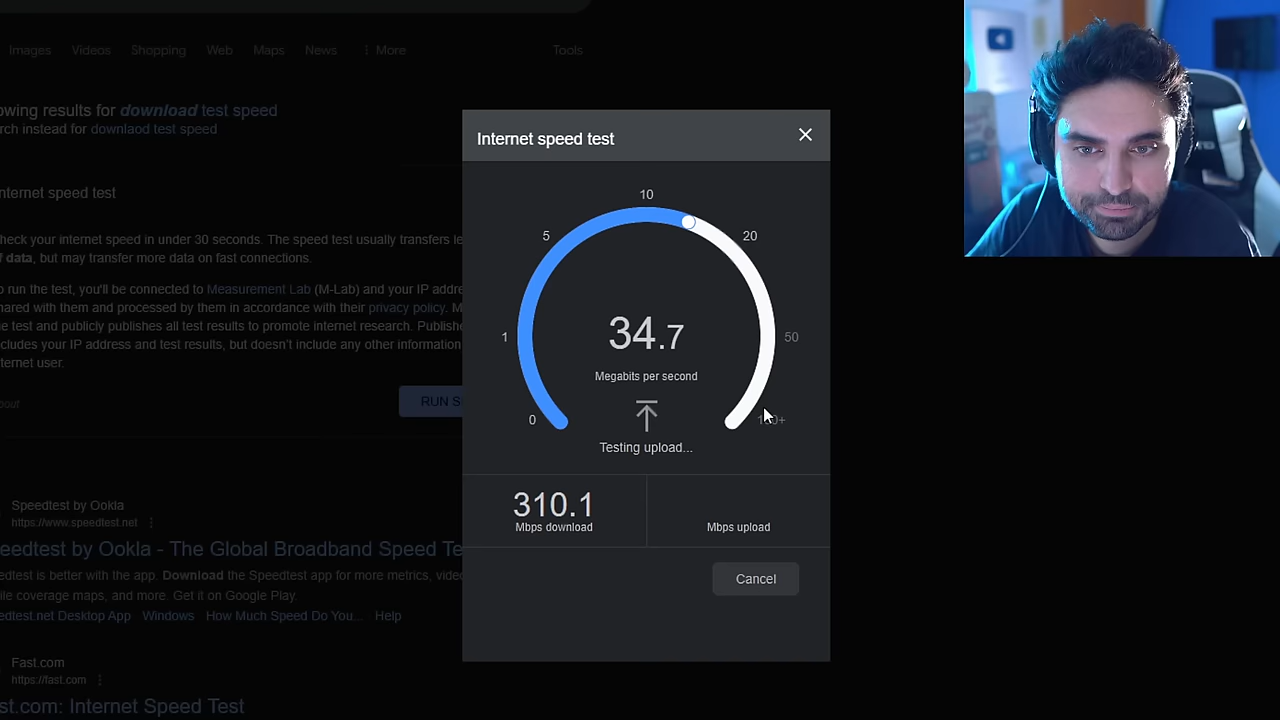 Images Videos Shopping Web Maps News More Tools
owing results for download test speed
rch instead for downlaod test speed
nternet speed test
heck your internet speed in under 30 seconds. The speed test usually transfers le
f data, but may transfer more data on fast connections.
o run the test, you'll be connected to Measurement Lab (M-Lab) and your IP addre
hared with them and processed by them in accordance with their privacy policy. M
he test and publicly publishes all test results to promote internet research. Publishe
cludes your IP address and test results, but doesn't include any other information
nternet user.
bout
RUN S
Speedtest by Ookla
https://www.speedtest.net
eedtest by Ookla - The Global Broadband Speed Te
edtest is better with the app. Download the Speedtest app for more metrics, video
ile coverage maps, and more. Get it on Google Play.
edtest.net Desktop App Windows How Much Speed Do You... Help
Fast.com
https://fast.com
st.com: Internet Speed Test
Internet speed test
10
5
20
1
50
0
34.7
Megabits per second
Testing upload...
310.1
Mbps download
Mbps upload
Cancel